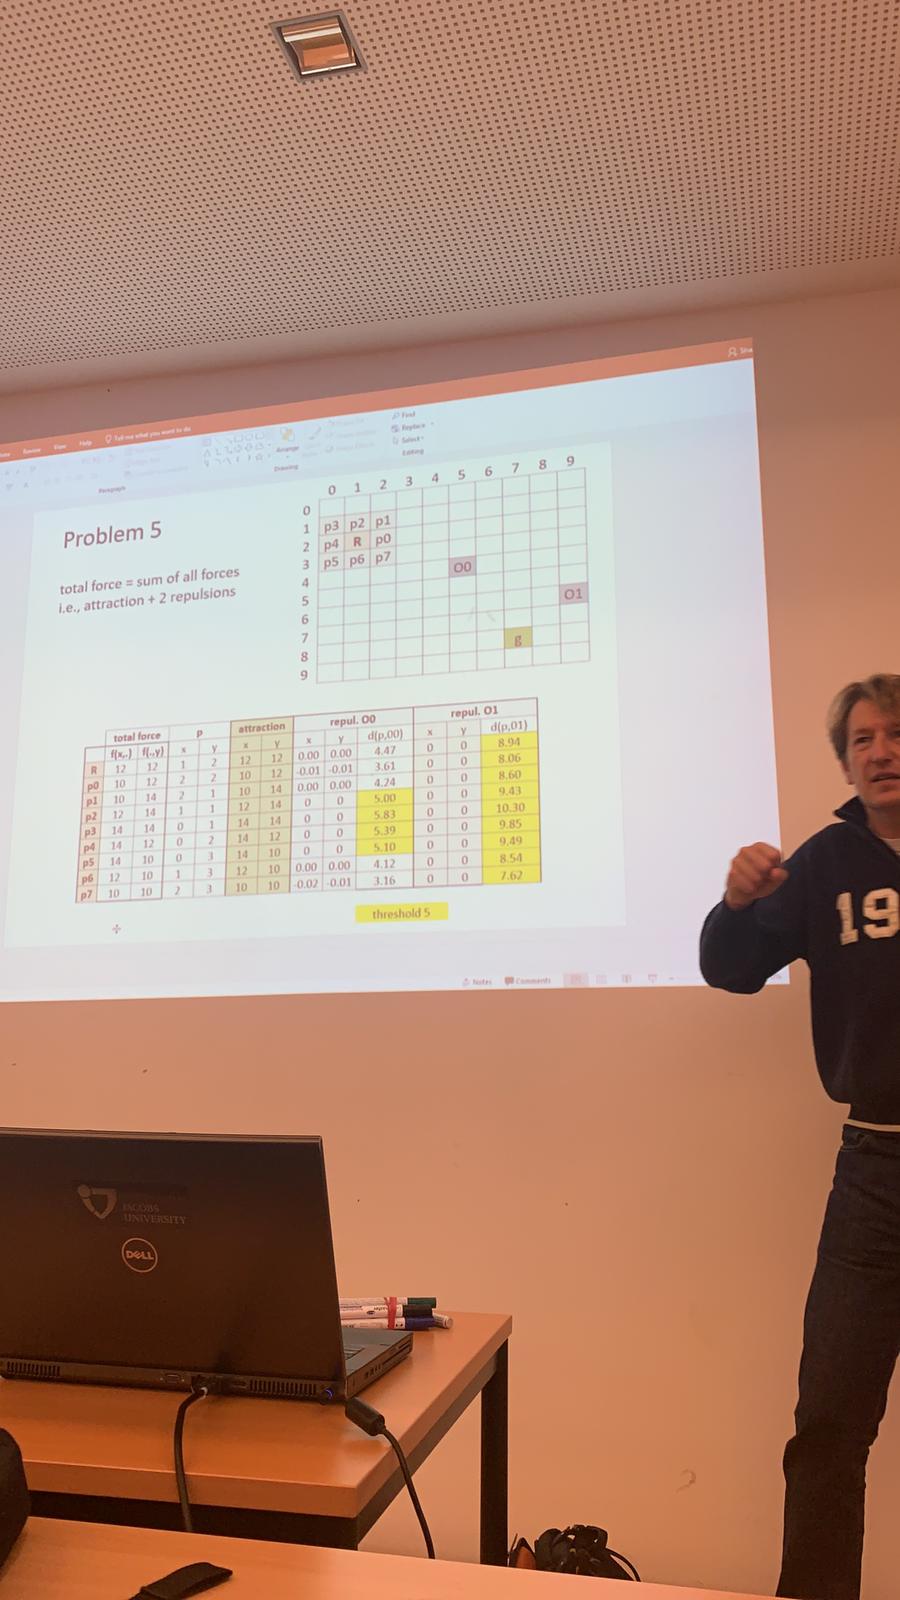 Review View Help Tell me what you want to do
Find
Replace
Select
Arrange
Paragraph
Drawing
Editing
Problem 5
total force = sum of all forces
i.e., attraction + 2 repulsions
0 1 2 3 4 5 6 7 8 9
0
1 p3 p2 p1
2 p4 R p0
3 p5 p6 p7 O0
4
5 O1
6
7 g
8
9
total force p attraction repul. O0 repul. O1
f(x,.) f(.,y) x y x y x y d(p,00) x y d(p,01)
R 12 12 1 2 12 12 0.00 0.00 4.47 0 0 8.94
p0 10 12 2 2 10 12 -0.01 -0.01 3.61 0 0 8.06
p1 10 14 2 1 10 14 0.00 0.00 4.24 0 0 8.60
p2 12 14 1 1 12 14 0 0 5.00 0 0 9.43
p3 14 14 0 1 14 14 0 0 5.83 0 0 10.30
p4 14 12 0 2 14 12 0 0 5.39 0 0 9.85
p5 14 10 0 3 14 10 0 0 5.10 0 0 9.49
p6 12 10 1 3 12 10 0.00 0.00 4.12 0 0 8.54
p7 10 10 2 3 10 10 -0.02 -0.01 3.16 0 0 7.62
threshold 5
Notes Comments
19
JACOBS
UNIVERSITY
DELL